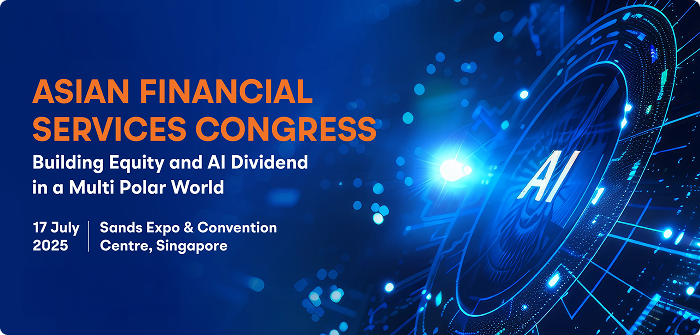 ASIAN FINANCIAL
SERVICES CONGRESS
Building Equity and AI Dividend
in a Multi Polar World
17 July
2025
Sands Expo & Convention
Centre, Singapore
AI